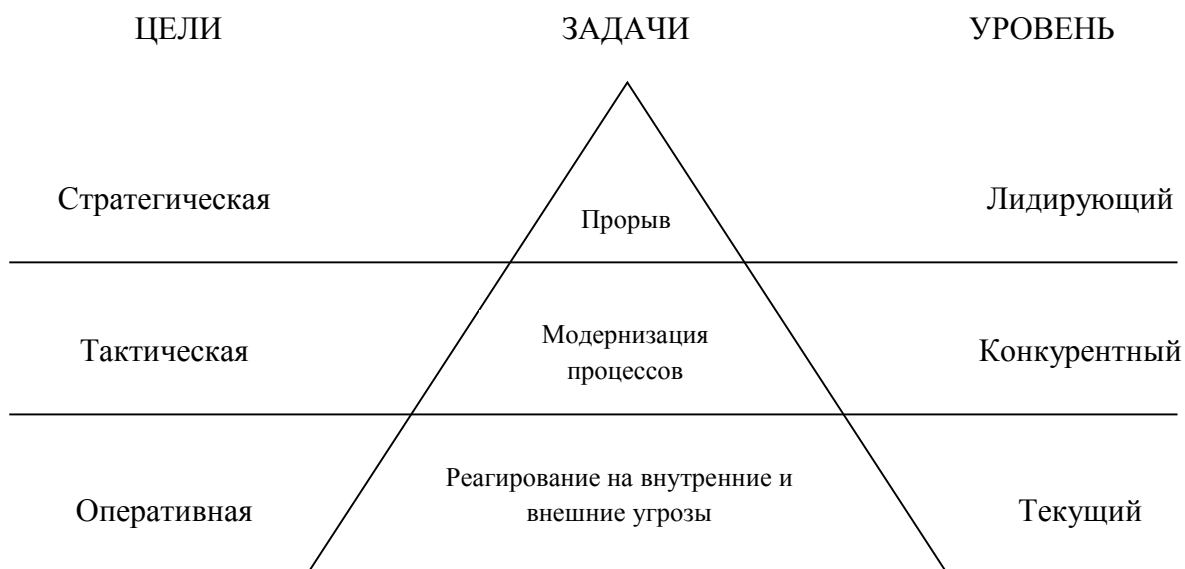 ЦЕЛИ ЗАДАЧИ УРОВЕНЬ
Стратегическая Прорыв Лидирующий
Тактическая Модернизация процессов Конкурентный
Оперативная Реагирование на внутренние и внешние угрозы Текущий